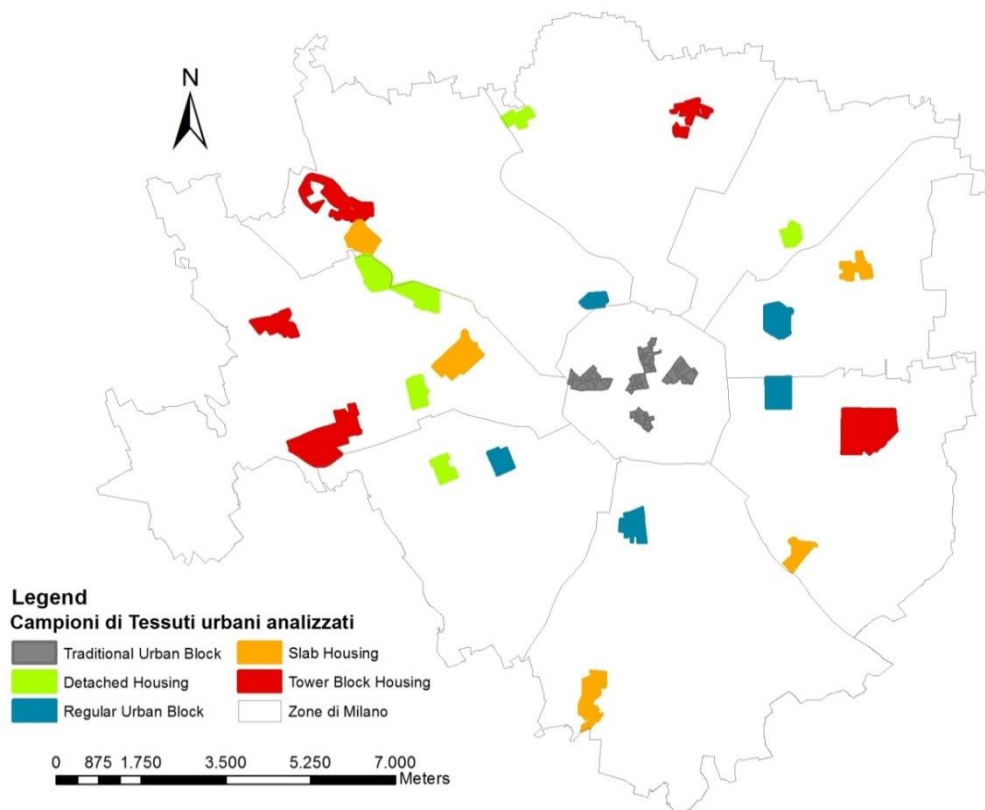 N
Legend
Campioni di Tessuti urbani analizzati
Traditional Urban Block
Slab Housing
Detached Housing
Tower Block Housing
Regular Urban Block
Zone di Milano
0 875 1.750 3.500 5.250 7.000
Meters